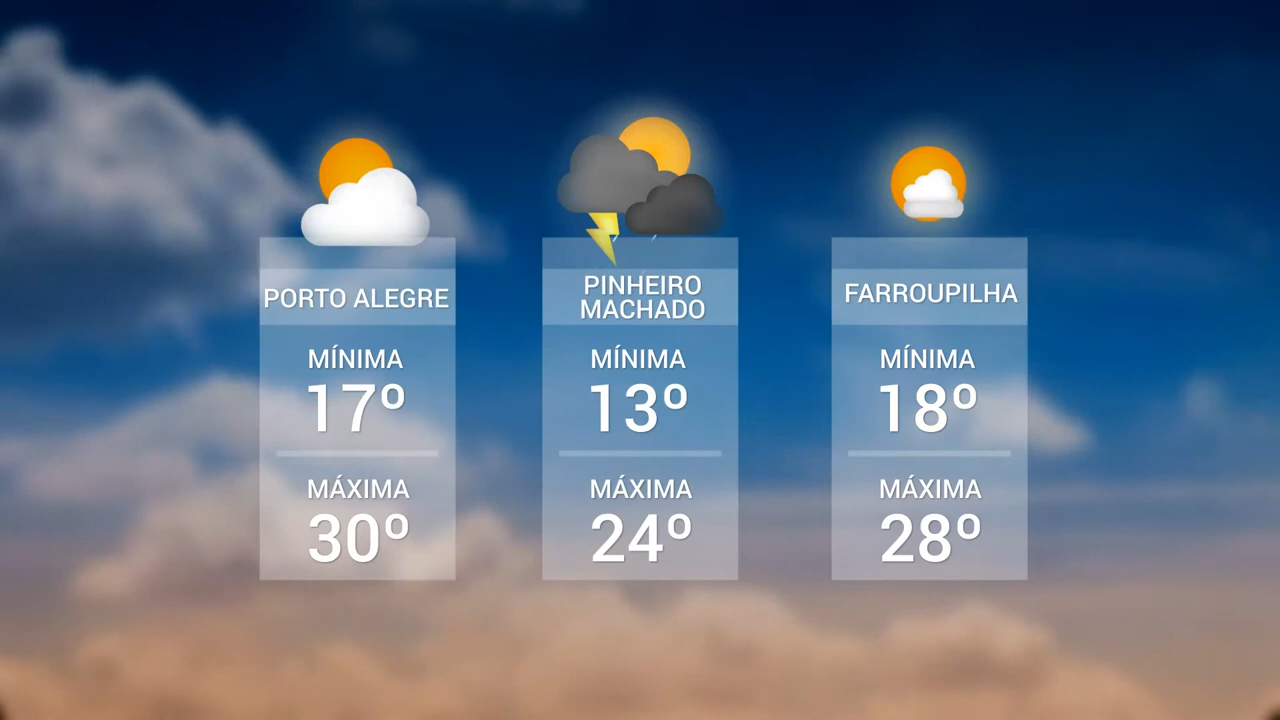 PORTO ALEGRE
MÍNIMA
17º
MÁXIMA
30º
PINHEIRO
MACHADO
MÍNIMA
13º
MÁXIMA
24º
FARROUPILHA
MÍNIMA
18º
MÁXIMA
28º